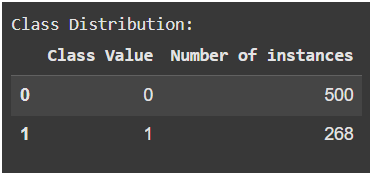 Class Distribution:
Class Value Number of instances
0 0 500
1 1 268